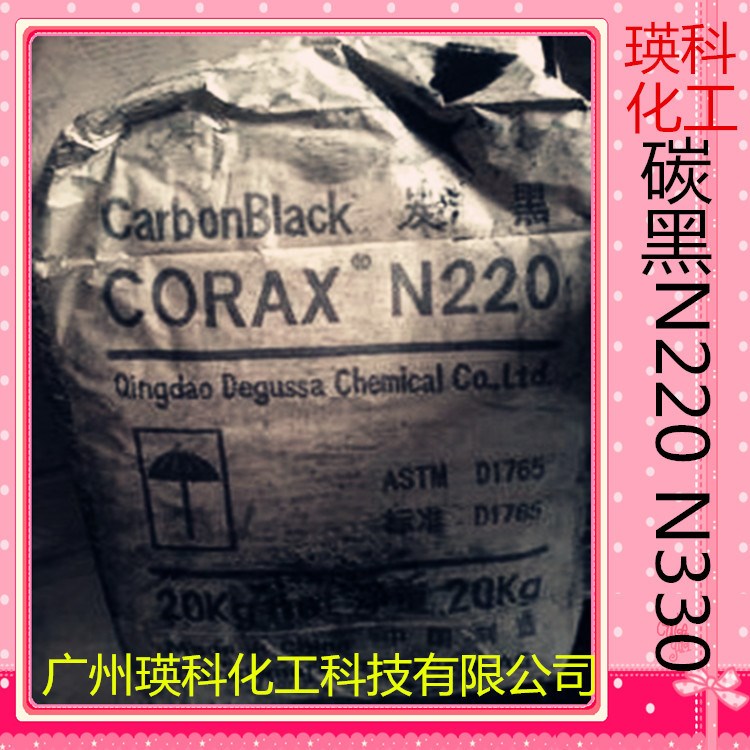 CarbonBlack 炭 黑
CORAX® N220
Qingdao Degussa Chemical Co.,Ltd.
ASTM D1765
标准 D1765
20Kg 20Kg
广州瑛科化工科技有限公司
瑛科
化工
碳黑N220 N330